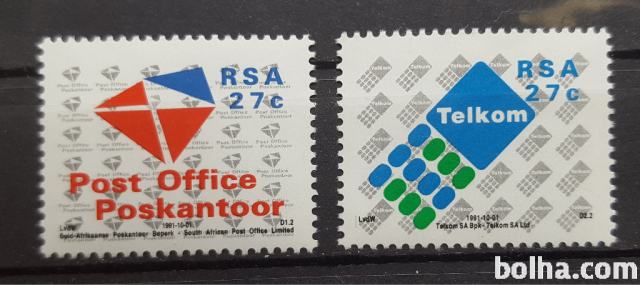 RSA
27c
Post Office
Poskantoor
LvdW 1991-10-01 D1.2
Suid-Afrikaanse Poskantoor Beperk - South African Post Office Limited
RSA
27c
Telkom
LvdW 1991-10-01 D2.2
Telkom SA Bpk - Telkom SA Ltd
bolha.com